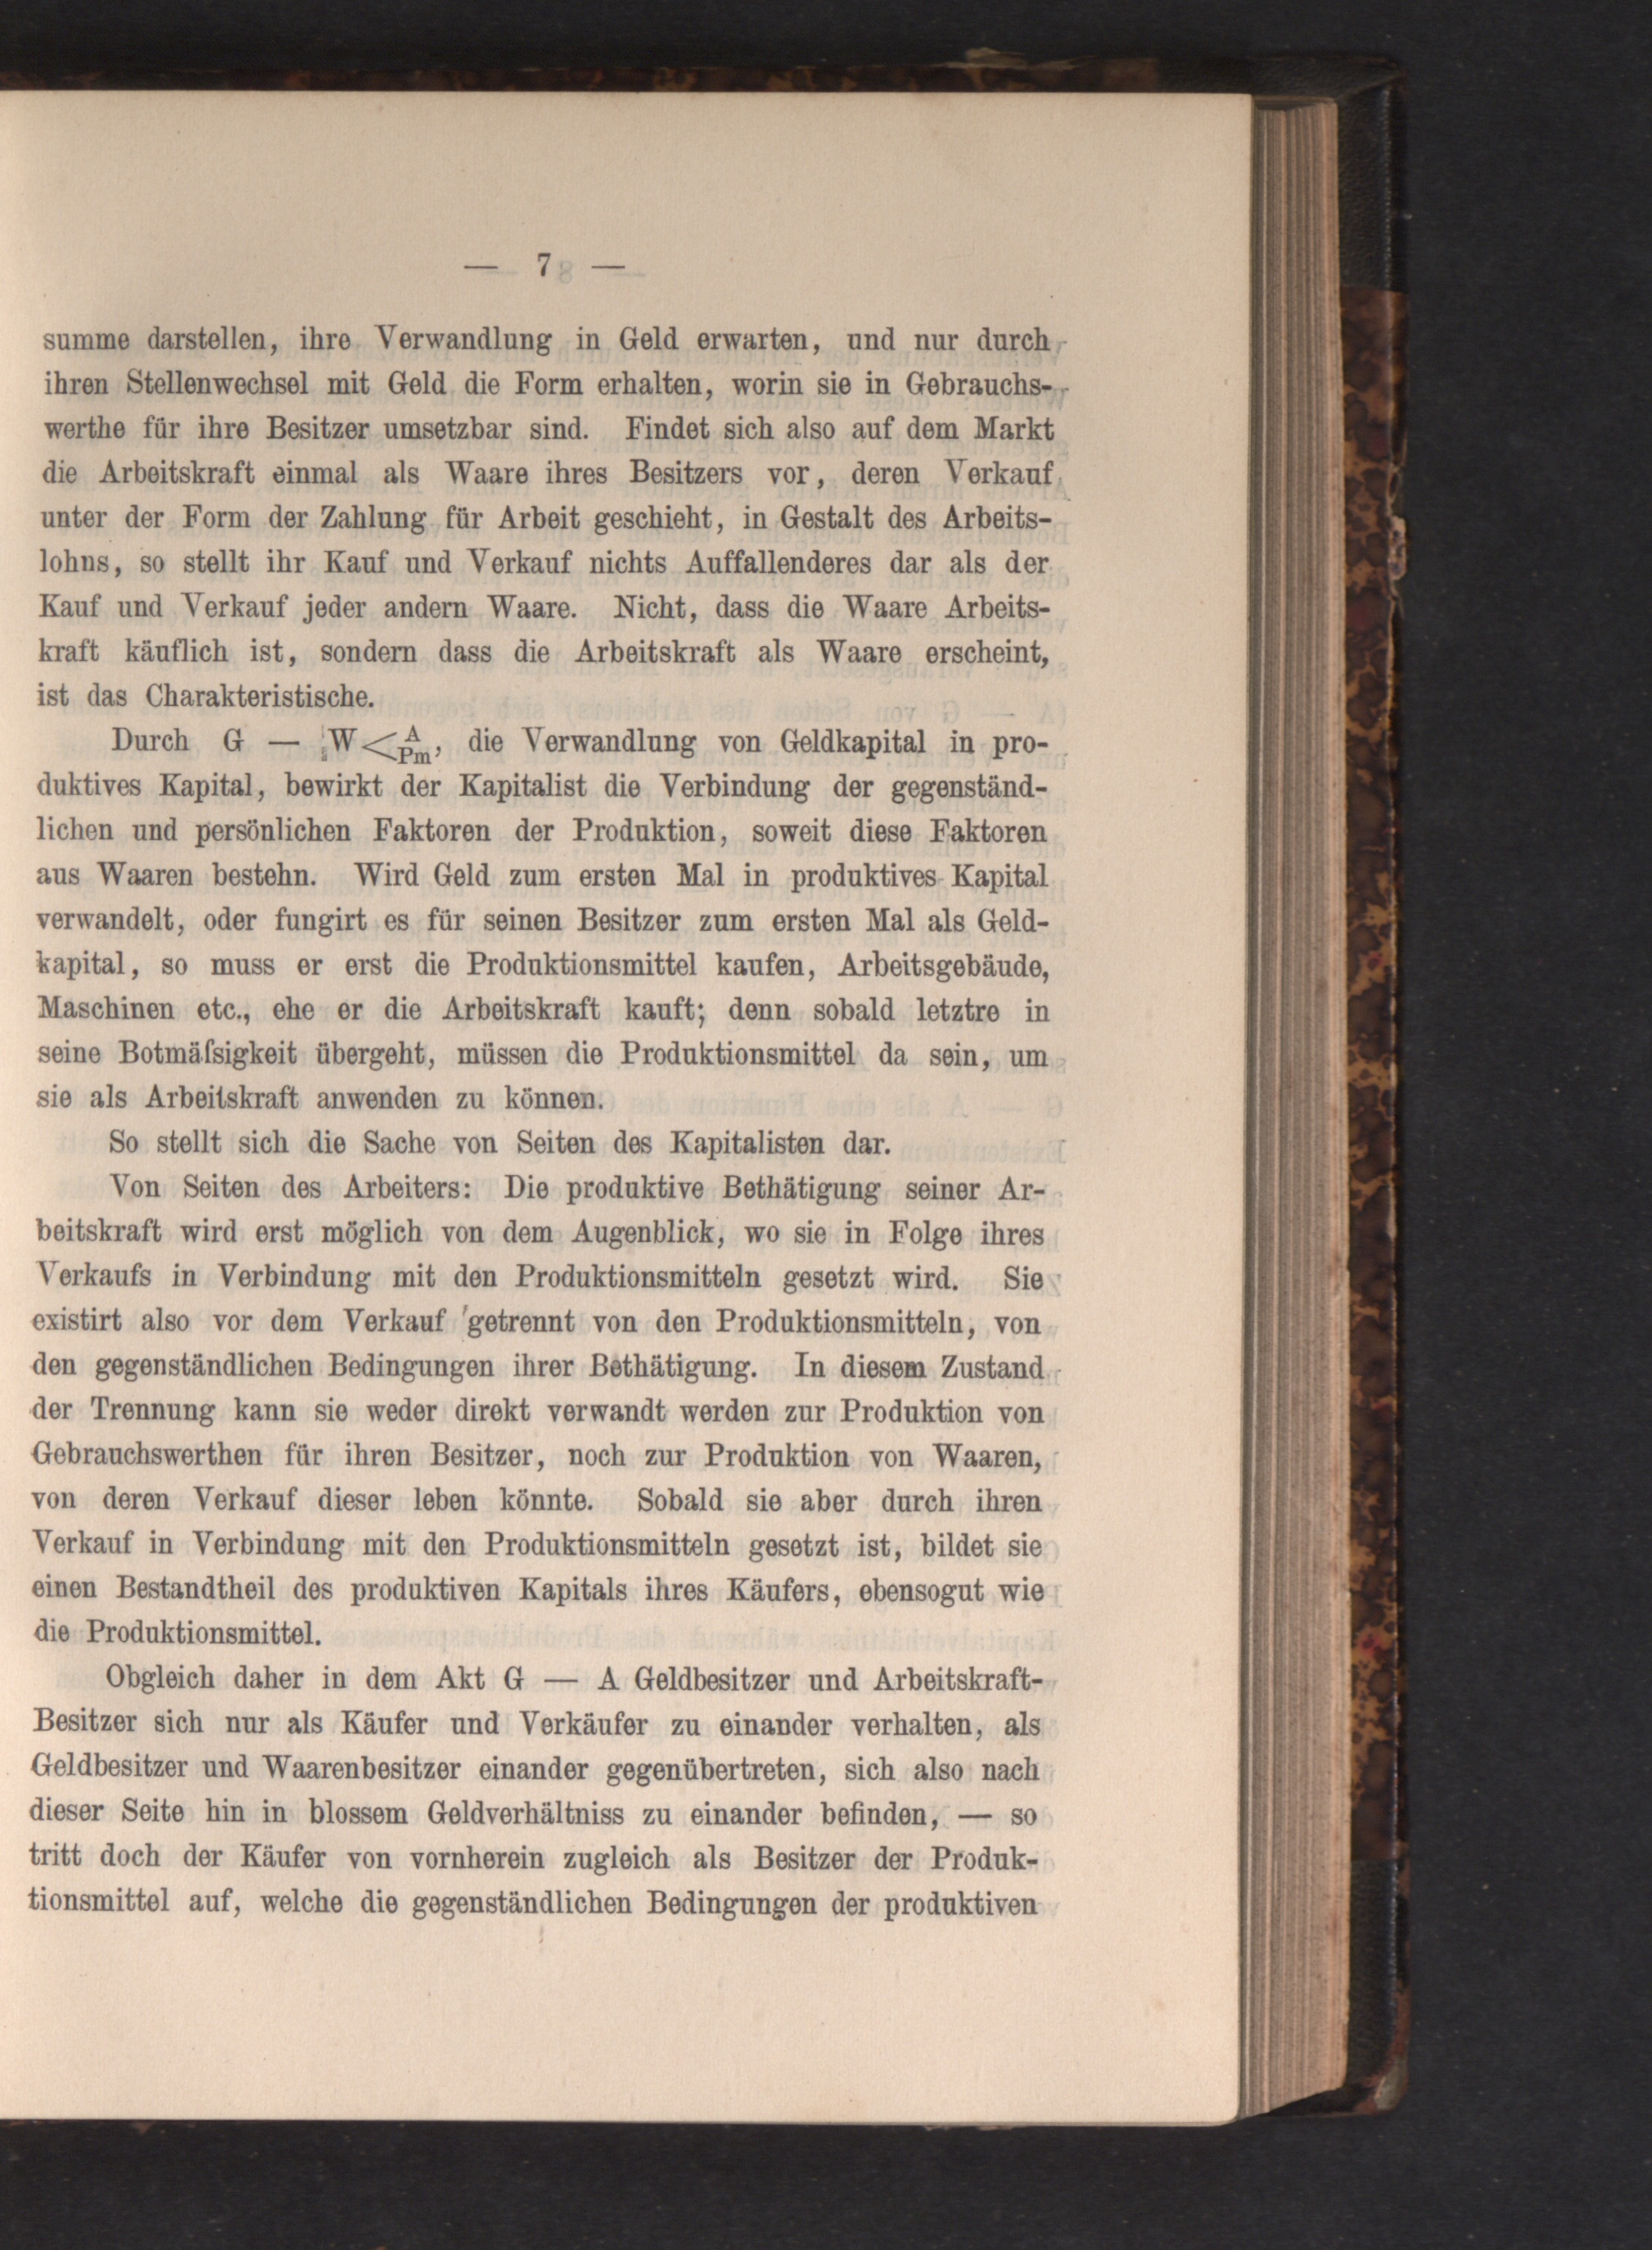 — 7 —
summe darstellen, ihre Verwandlung in Geld erwarten, und nur durch
ihren Stellenwechsel mit Geld die Form erhalten, worin sie in Gebrauchs-
werthe für ihre Besitzer umsetzbar sind. Findet sich also auf dem Markt
die Arbeitskraft einmal als Waare ihres Besitzers vor, deren Verkauf
unter der Form der Zahlung für Arbeit geschieht, in Gestalt des Arbeits-
lohns, so stellt ihr Kauf und Verkauf nichts Auffallenderes dar als der
Kauf und Verkauf jeder andern Waare. Nicht, dass die Waare Arbeits-
kraft käuflich ist, sondern dass die Arbeitskraft als Waare erscheint,
ist das Charakteristische.
Durch G — W<A Pm, die Verwandlung von Geldkapital in pro-
duktives Kapital, bewirkt der Kapitalist die Verbindung der gegenständ-
lichen und persönlichen Faktoren der Produktion, soweit diese Faktoren
aus Waaren bestehn. Wird Geld zum ersten Mal in produktives Kapital
verwandelt, oder fungirt es für seinen Besitzer zum ersten Mal als Geld-
kapital, so muss er erst die Produktionsmittel kaufen, Arbeitsgebäude,
Maschinen etc., ehe er die Arbeitskraft kauft; denn sobald letztre in
seine Botmäſsigkeit übergeht, müssen die Produktionsmittel da sein, um
sie als Arbeitskraft anwenden zu können.
So stellt sich die Sache von Seiten des Kapitalisten dar.
Von Seiten des Arbeiters: Die produktive Bethätigung seiner Ar-
beitskraft wird erst möglich von dem Augenblick, wo sie in Folge ihres
Verkaufs in Verbindung mit den Produktionsmitteln gesetzt wird. Sie
existirt also vor dem Verkauf getrennt von den Produktionsmitteln, von
den gegenständlichen Bedingungen ihrer Bethätigung. In diesem Zustand
der Trennung kann sie weder direkt verwandt werden zur Produktion von
Gebrauchswerthen für ihren Besitzer, noch zur Produktion von Waaren,
von deren Verkauf dieser leben könnte. Sobald sie aber durch ihren
Verkauf in Verbindung mit den Produktionsmitteln gesetzt ist, bildet sie
einen Bestandtheil des produktiven Kapitals ihres Käufers, ebensogut wie
die Produktionsmittel.
Obgleich daher in dem Akt G — A Geldbesitzer und Arbeitskraft-
Besitzer sich nur als Käufer und Verkäufer zu einander verhalten, als
Geldbesitzer und Waarenbesitzer einander gegenübertreten, sich also nach
dieser Seite hin in blossem Geldverhältniss zu einander befinden, — so
tritt doch der Käufer von vornherein zugleich als Besitzer der Produk-
tionsmittel auf, welche die gegenständlichen Bedingungen der produktiven